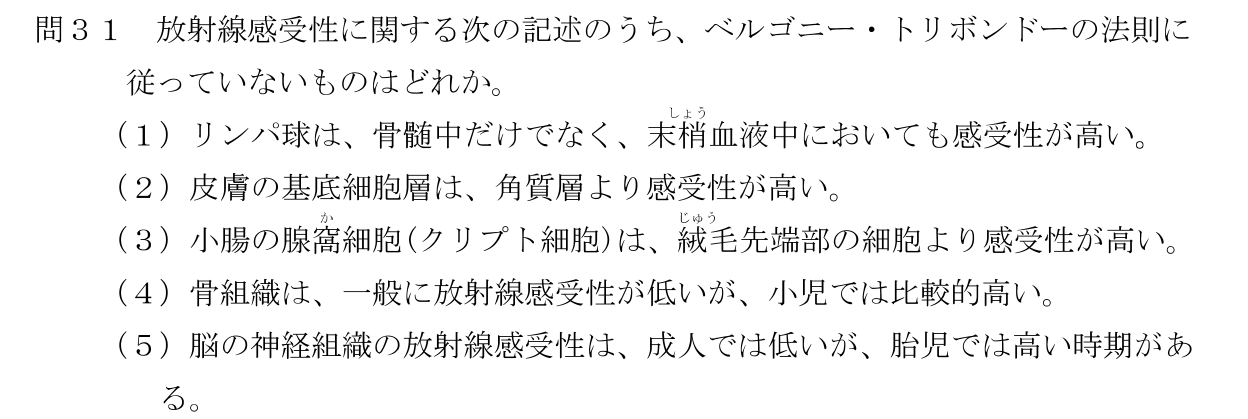 問３１　放射線感受性に関する次の記述のうち、ベルゴニー・トリボンドーの法則に
従っていないものはどれか。
しょう
（１）リンパ球は、骨髄中だけでなく、末梢血液中においても感受性が高い。
（２）皮膚の基底細胞層は、角質層より感受性が高い。
か　じゅう
（３）小腸の腺窩細胞(クリプト細胞)は、絨毛先端部の細胞より感受性が高い。
（４）骨組織は、一般に放射線感受性が低いが、小児では比較的高い。
（５）脳の神経組織の放射線感受性は、成人では低いが、胎児では高い時期があ
る。